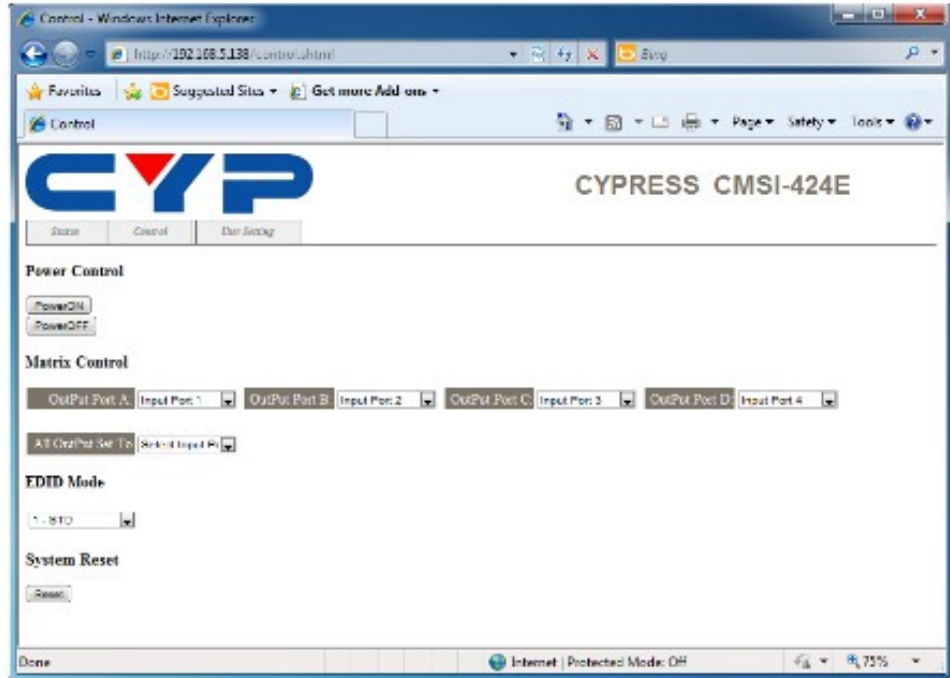 Control - Windows Internet Explorer
http://192.168.5.138/control.shtml
Bing
Favorites Suggested Sites Get more Add-ons
Control
Page Safety Tools
CYP
CYPRESS CMSI-424E
Status Control User Setting
Power Control
PowerON
PowerOFF
Matrix Control
OutPut Port A: Input Port 1 OutPut Port B: Input Port 2 OutPut Port C: Input Port 3 OutPut Port D: Input Port 4
All OutPut Set To Select Input Po
EDID Mode
1 - STD
System Reset
Reset
Done Internet | Protected Mode: Off 75%